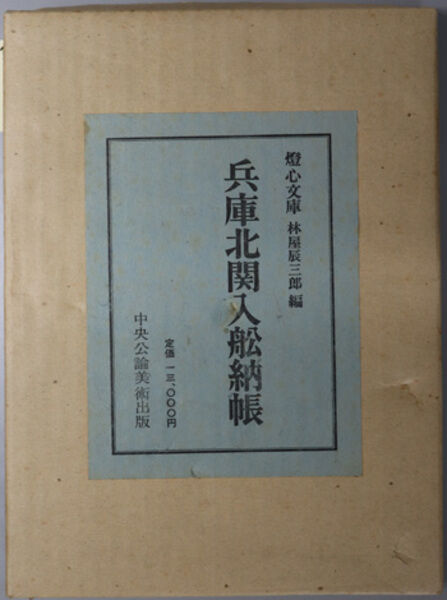 燈心文庫 林屋辰三郎 編
兵庫北関入舩納帳
定価 一三、〇〇〇円
中央公論美術出版